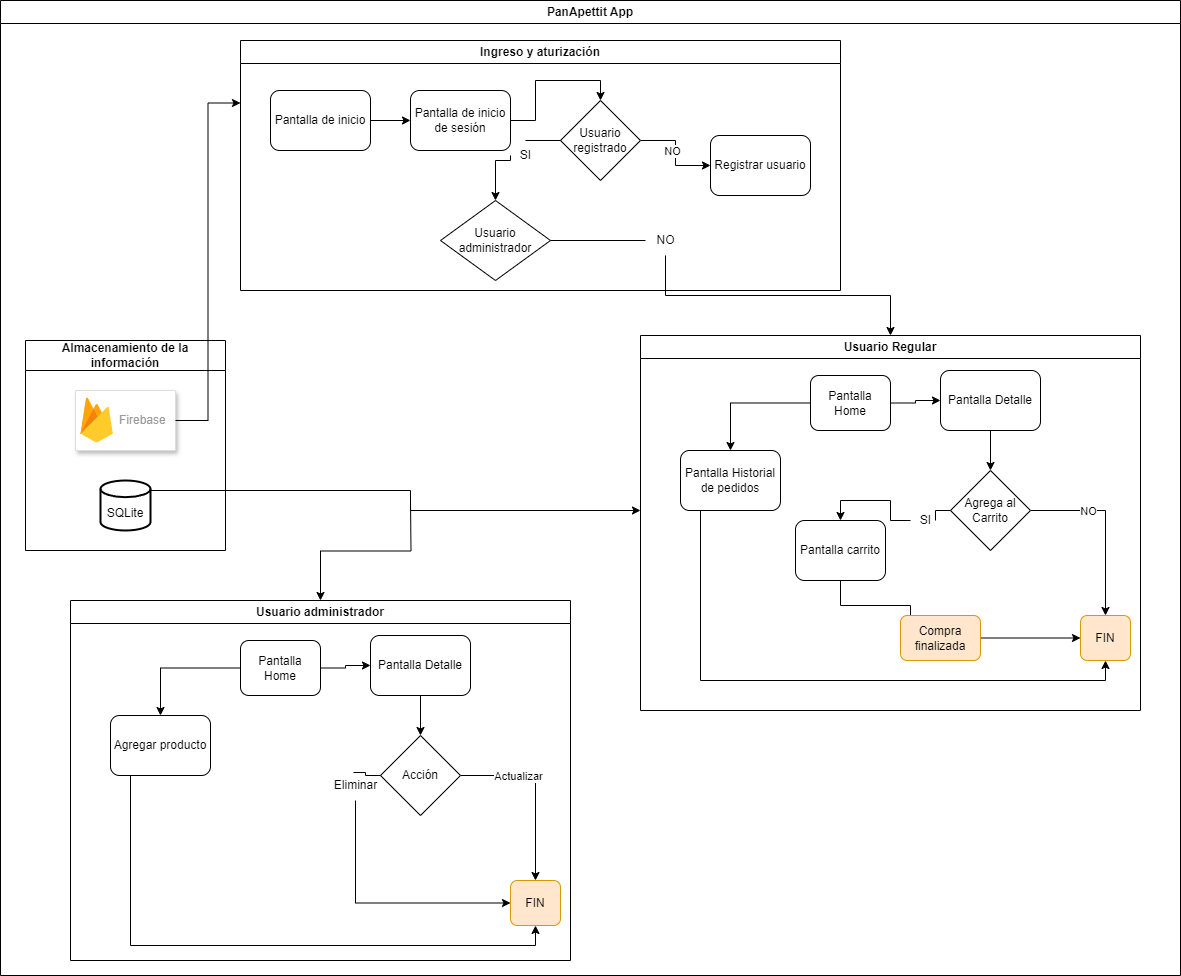 PanApettit App
Ingreso y aturización
Pantalla de inicio
Pantalla de inicio
de sesión
Usuario
registrado
SI
NO
Registrar usuario
Usuario
administrador
NO
Almacenamiento de la
información
Firebase
SQLite
Usuario Regular
Pantalla
Home
Pantalla Detalle
Pantalla Historial
de pedidos
Agrega al
Carrito
SI
NO
Pantalla carrito
Compra
finalizada
FIN
Usuario administrador
Pantalla
Home
Pantalla Detalle
Agregar producto
Acción
Eliminar
Actualizar
FIN